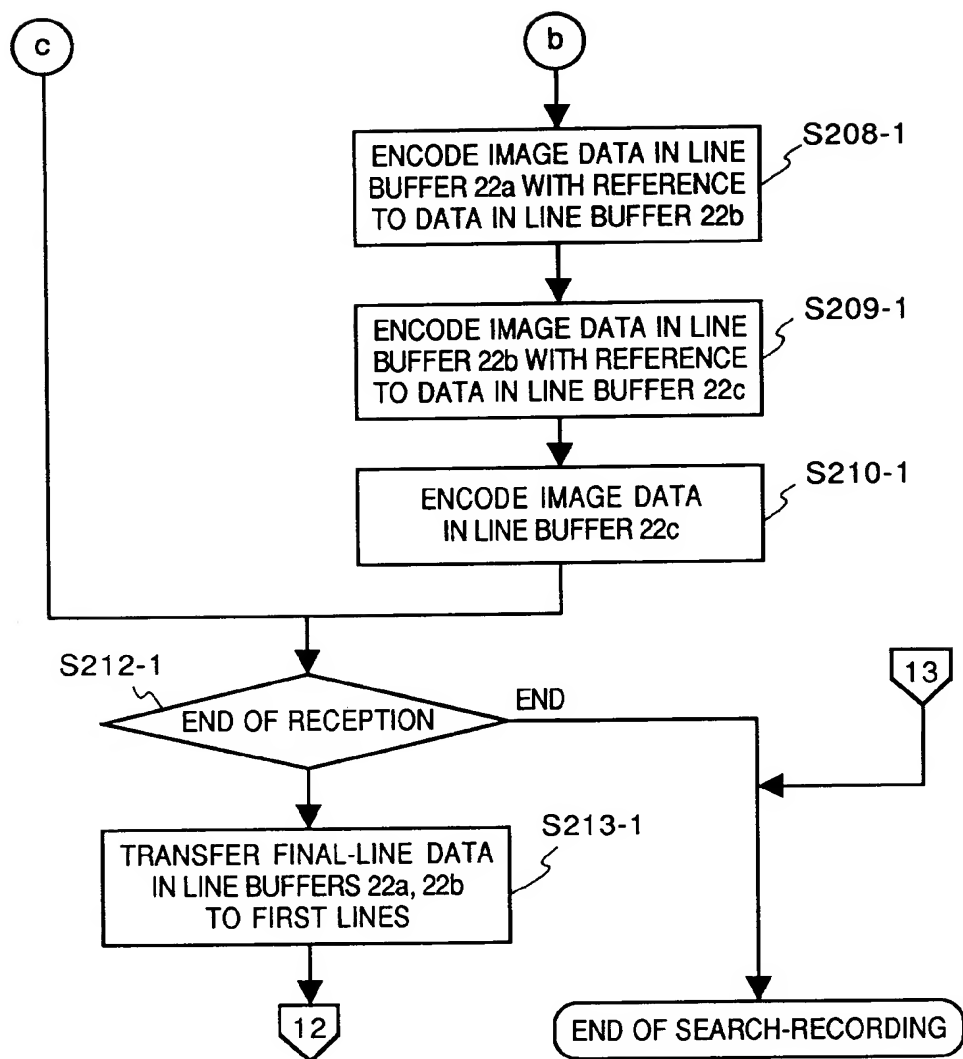 c
b
S208-1
ENCODE IMAGE DATA IN LINE
BUFFER 22a WITH REFERENCE
TO DATA IN LINE BUFFER 22b
S209-1
ENCODE IMAGE DATA IN LINE
BUFFER 22b WITH REFERENCE
TO DATA IN LINE BUFFER 22c
S210-1
ENCODE IMAGE DATA
IN LINE BUFFER 22c
S212-1
END OF RECEPTION
END
13
S213-1
TRANSFER FINAL-LINE DATA
IN LINE BUFFERS 22a, 22b
TO FIRST LINES
12
END OF SEARCH-RECORDING